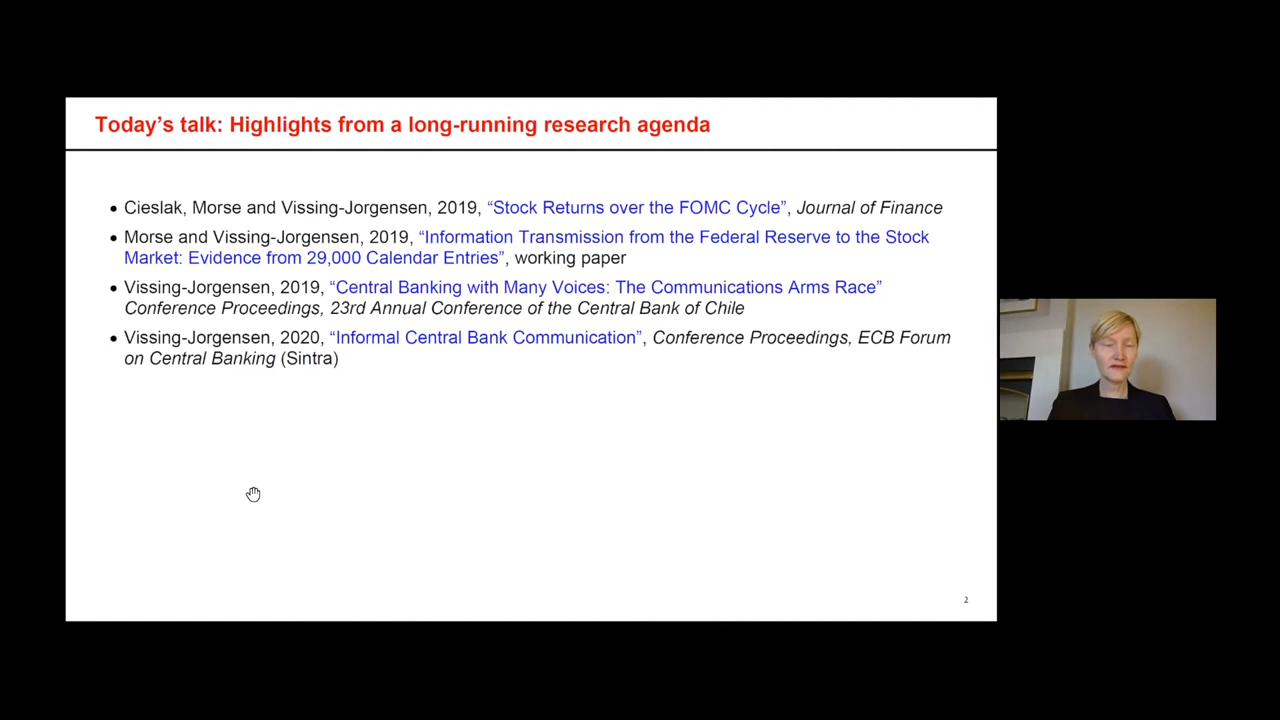 Today’s talk: Highlights from a long-running research agenda
• Cieslak, Morse and Vissing-Jorgensen, 2019, “Stock Returns over the FOMC Cycle”, Journal of Finance
• Morse and Vissing-Jorgensen, 2019, “Information Transmission from the Federal Reserve to the Stock
Market: Evidence from 29,000 Calendar Entries”, working paper
• Vissing-Jorgensen, 2019, “Central Banking with Many Voices: The Communications Arms Race”
Conference Proceedings, 23rd Annual Conference of the Central Bank of Chile
• Vissing-Jorgensen, 2020, “Informal Central Bank Communication”, Conference Proceedings, ECB Forum
on Central Banking (Sintra)
2